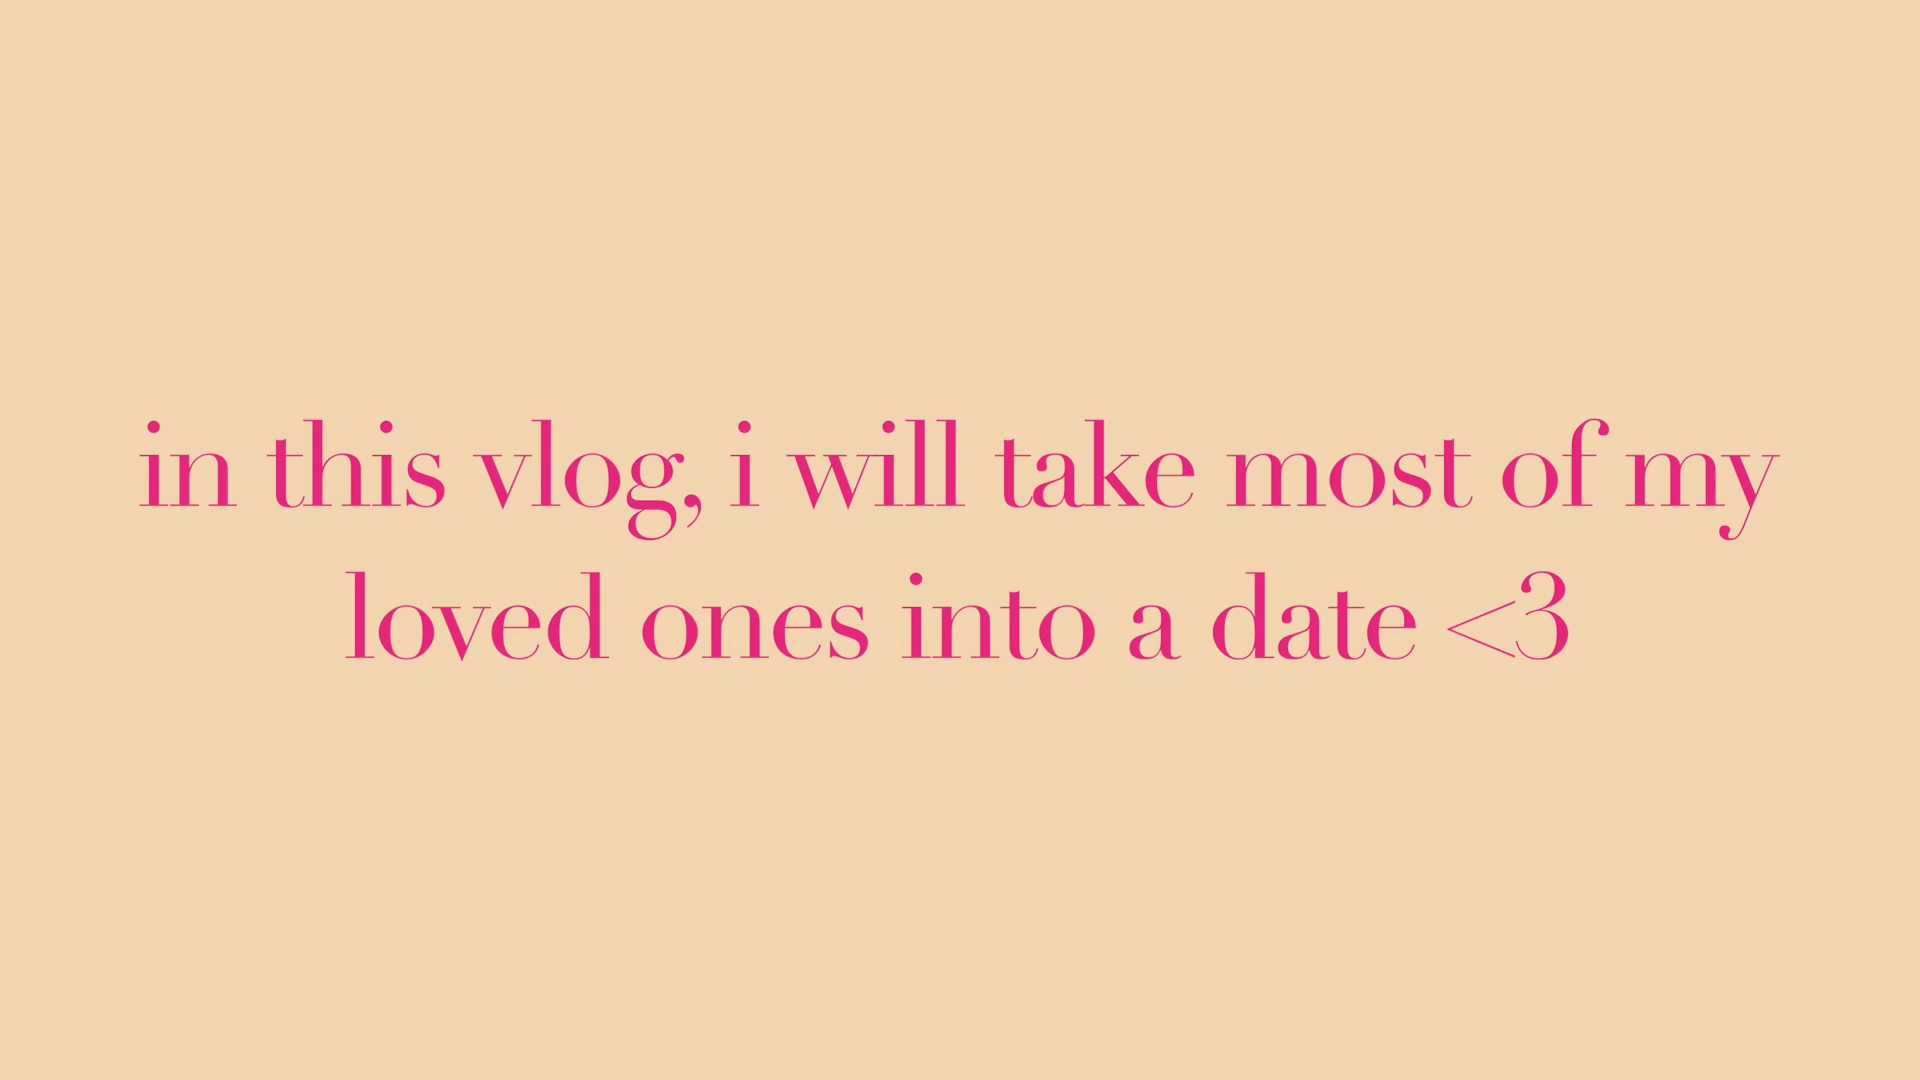 in this vlog, i will take most of my
loved ones into a date <3